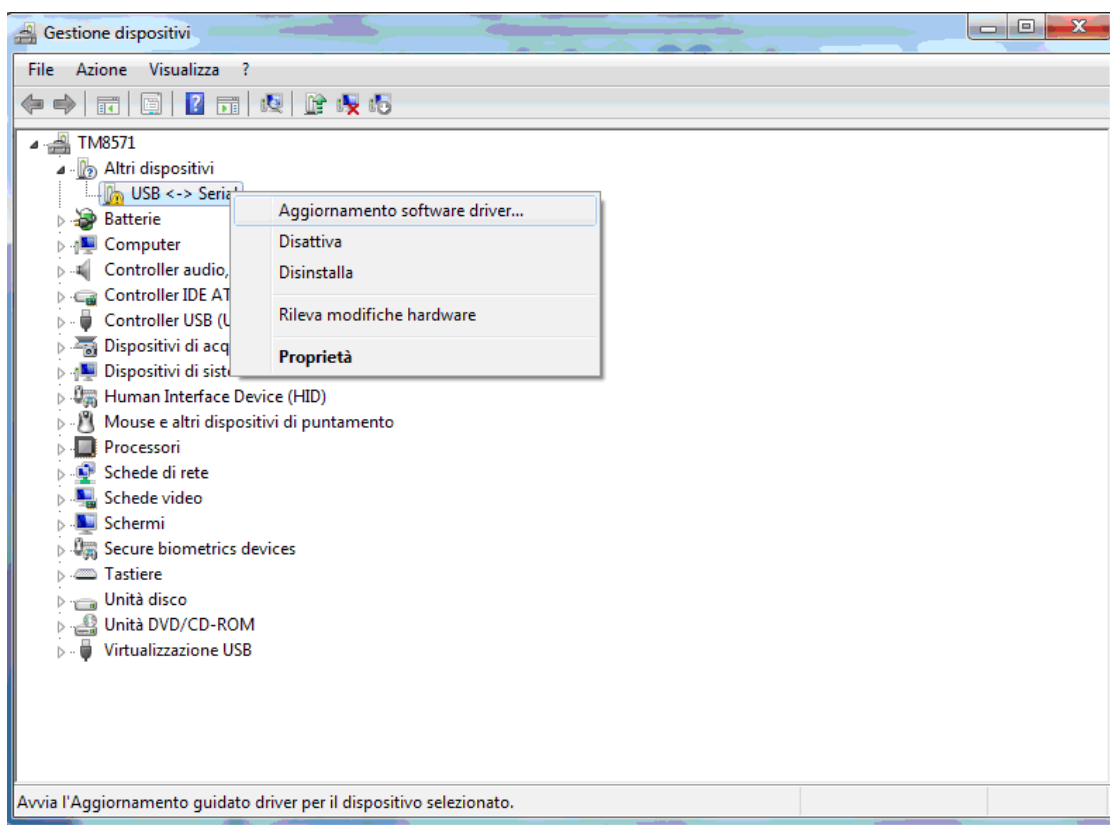 Gestione dispositivi
File Azione Visualizza ?
TM8571
Altri dispositivi
USB <-> Serial
Aggiornamento software driver...
Disattiva
Disinstalla
Rileva modifiche hardware
Proprietà
Batterie
Computer
Controller audio,
Controller IDE AT
Controller USB (U
Dispositivi di acq
Dispositivi di siste
Human Interface Device (HID)
Mouse e altri dispositivi di puntamento
Processori
Schede di rete
Schede video
Schermi
Secure biometrics devices
Tastiere
Unità disco
Unità DVD/CD-ROM
Virtualizzazione USB
Avvia l'Aggiornamento guidato driver per il dispositivo selezionato.